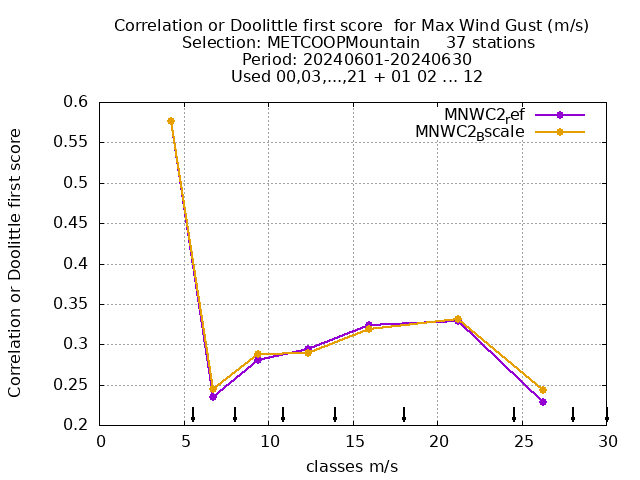 Correlation or Doolittle first score  for Max Wind Gust (m/s)
Selection: METCOOPMountain     37 stations
Period: 20240601-20240630
Used 00,03,...,21 + 01 02 ... 12
MNWC2ref
MNWC2Bscale
Correlation or Doolittle first score
0.6
0.55
0.5
0.45
0.4
0.35
0.3
0.25
0.2
0 5 10 15 20 25 30
classes m/s